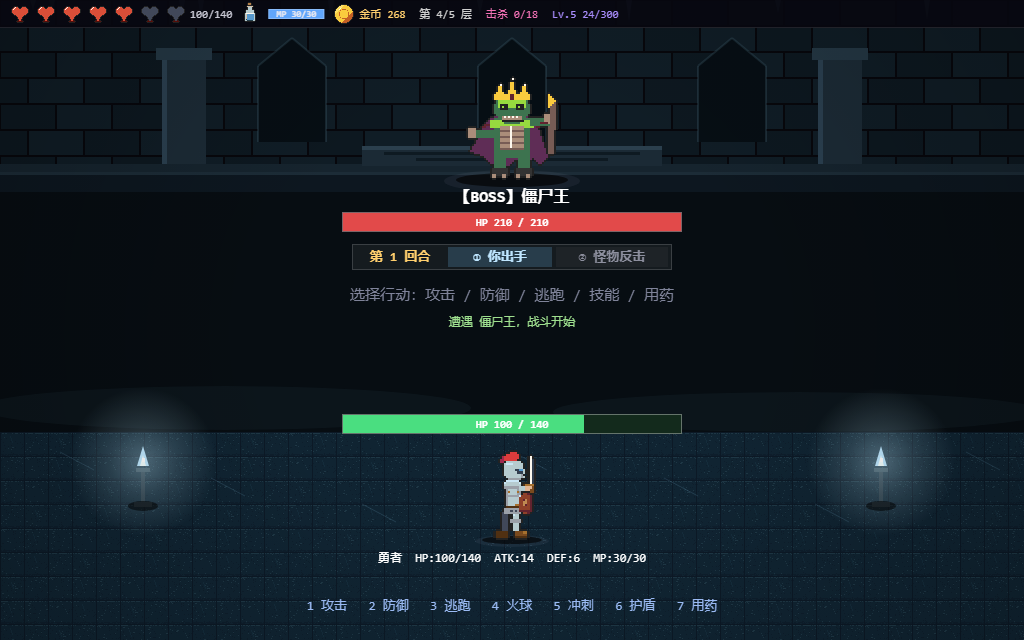 100/140 MP 30/30 金币 268 第 4/5 层 击杀 0/18 Lv.5 24/300
【BOSS】僵尸王
HP 210 / 210
第 1 回合 ① 你出手 ② 怪物反击
选择行动: 攻击 / 防御 / 逃跑 / 技能 / 用药
遭遇 僵尸王, 战斗开始
HP 100 / 140
勇者 HP:100/140 ATK:14 DEF:6 MP:30/30
1 攻击 2 防御 3 逃跑 4 火球 5 冲刺 6 护盾 7 用药